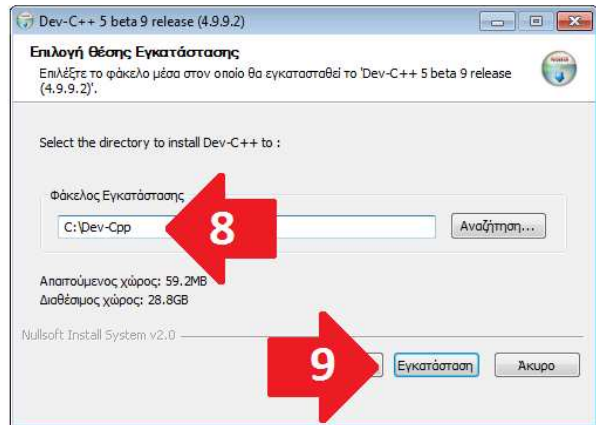 Dev-C++ 5 beta 9 release (4.9.9.2)
Επιλογή Θέσης Εγκατάστασης
Επιλέξτε το φάκελο μέσα στον οποίο θα εγκατασταθεί το 'Dev-C++ 5 beta 9 release
(4.9.9.2)'.
Select the directory to install Dev-C++ to :
Φάκελος Εγκατάστασης
C:\Dev-Cpp
8
Αναζήτηση...
Απαιτούμενος χώρος: 59.2MB
Διαθέσιμος χώρος: 28.8GB
Nullsoft Install System v2.0
9
Εγκατάσταση
Άκυρο